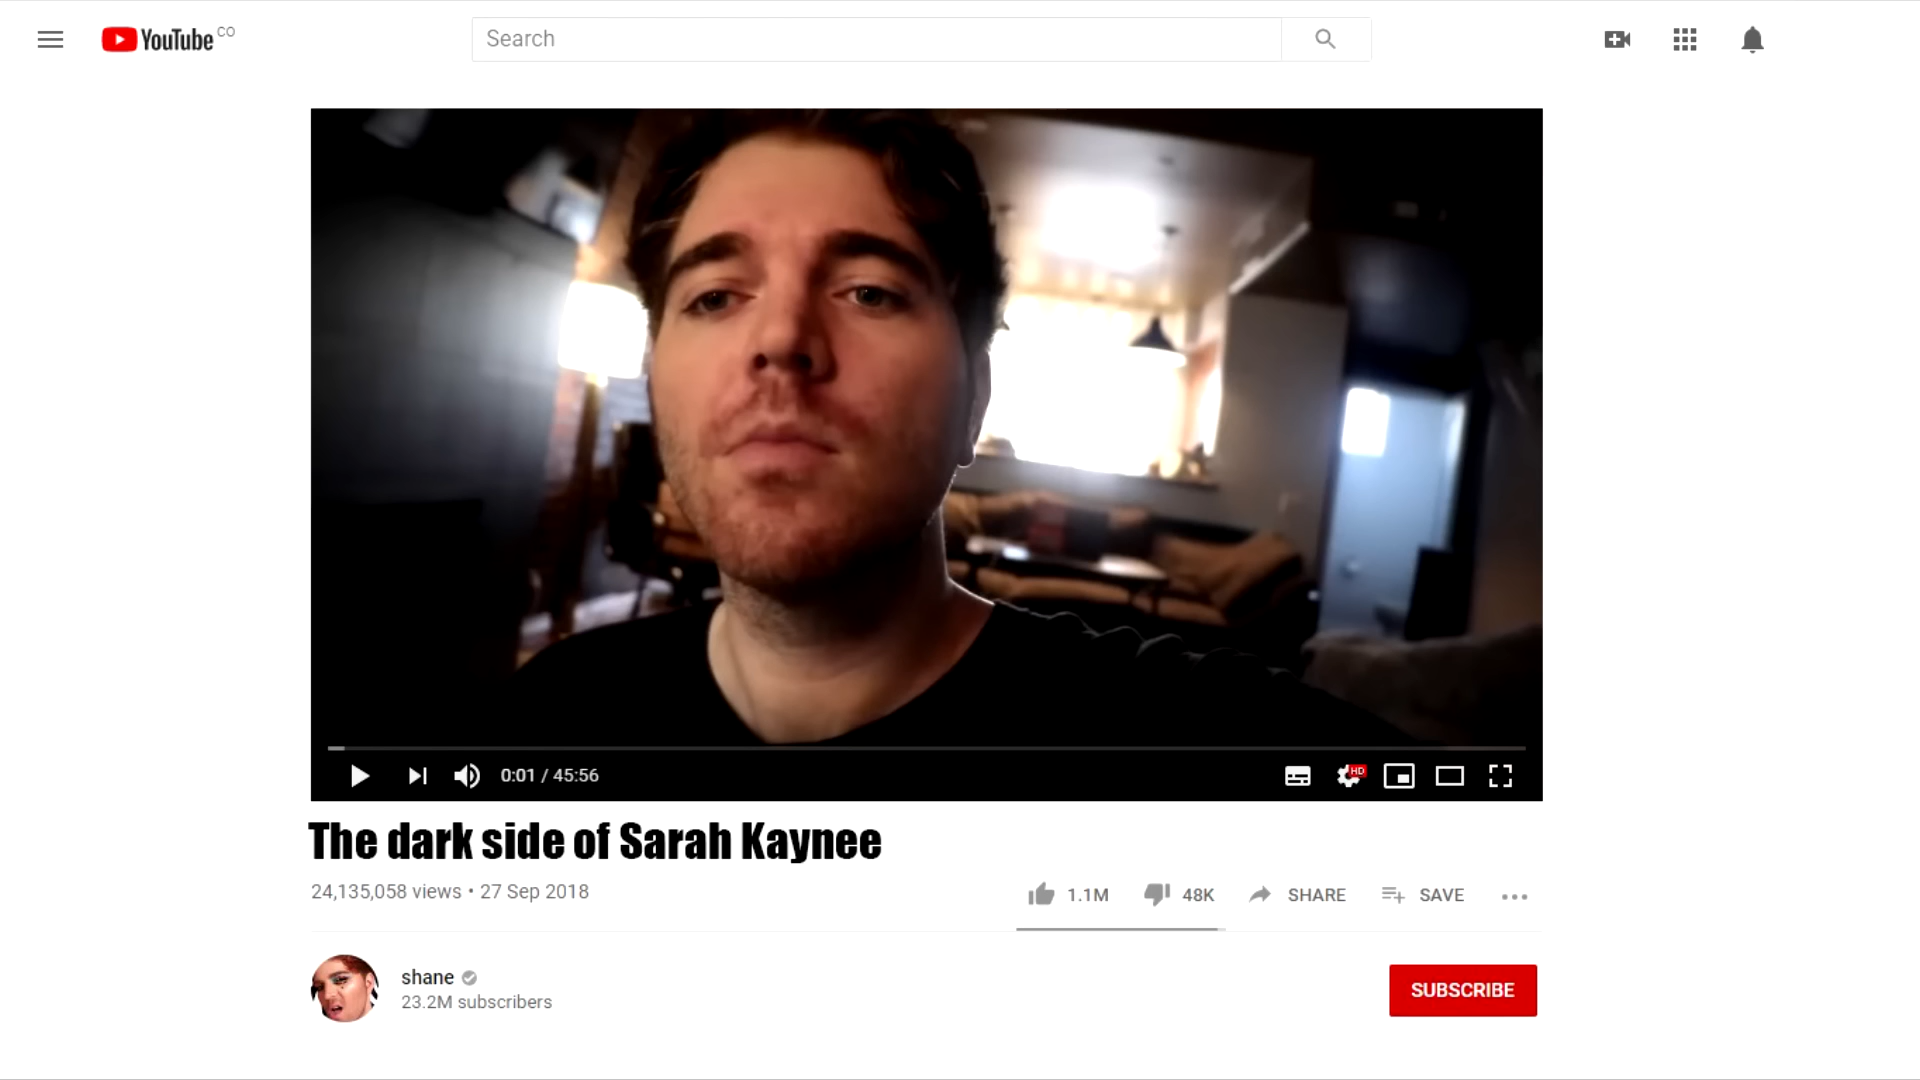 YouTube CO
Search
0:01 / 45:56
HD
The dark side of Sarah Kaynee
24,135,058 views • 27 Sep 2018
1.1M
48K
SHARE
SAVE
shane
23.2M subscribers
SUBSCRIBE